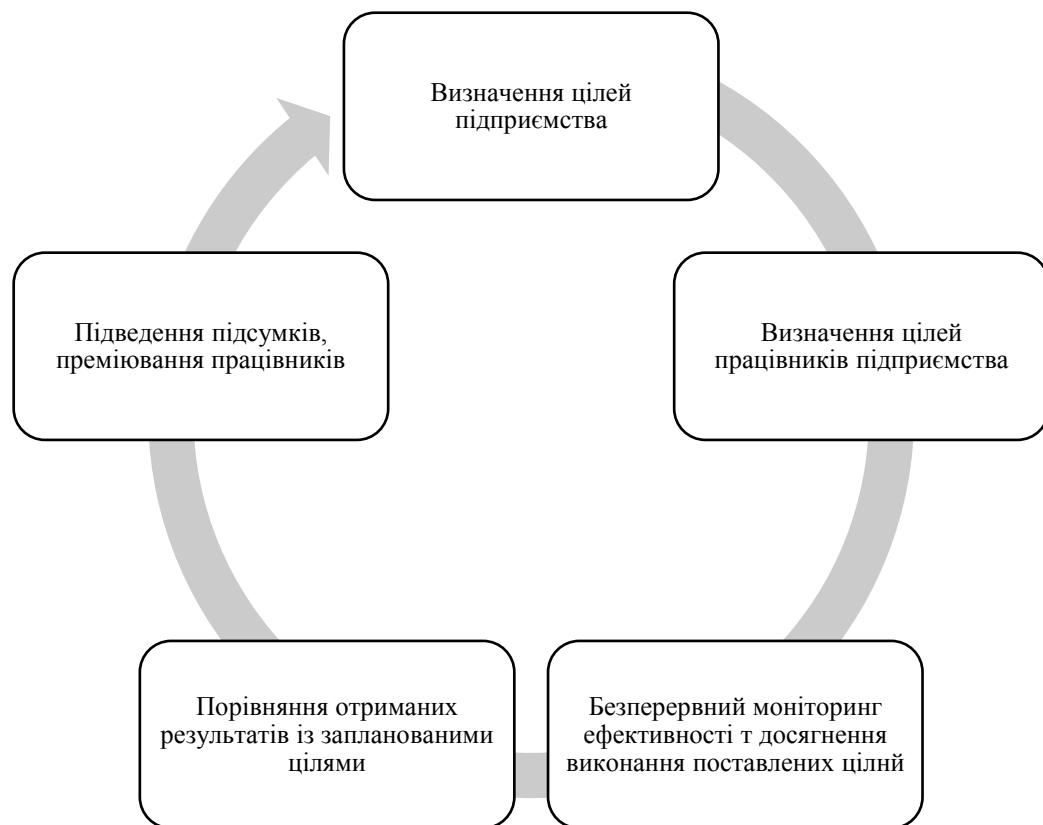 Визначення цілей
підприємства
Визначення цілей
працівників підприємства
Безперервний моніторинг
ефективності т досягнення
виконання поставлених цілнй
Порівняння отриманих
результатів із запланованими
цілями
Підведення підсумків,
преміювання працівників